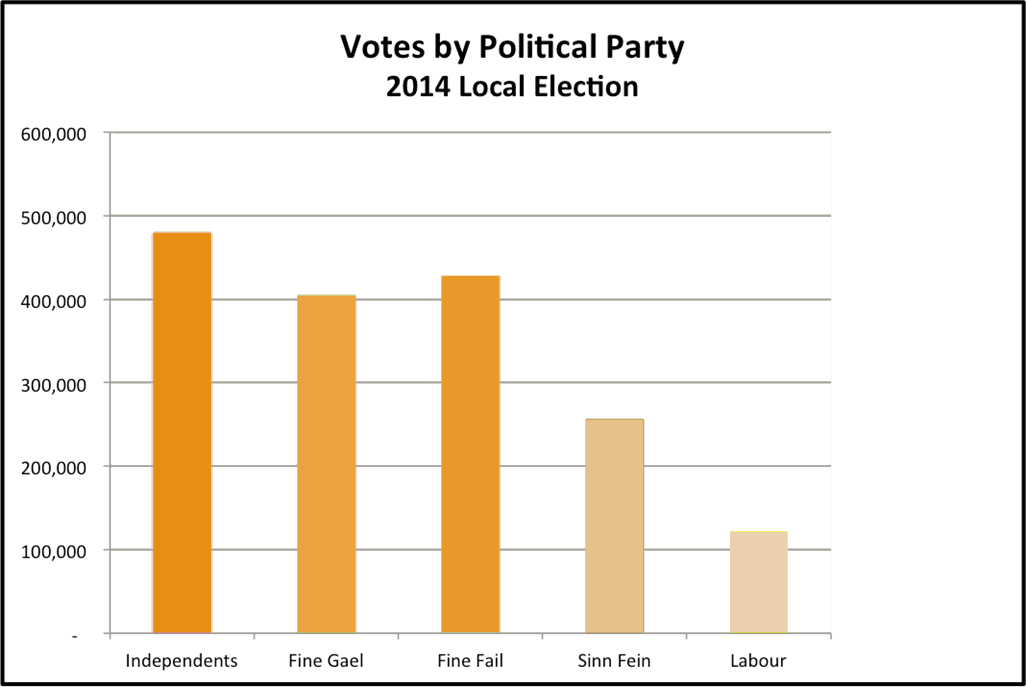 Votes by Political Party
2014 Local Election
600,000
500,000
400,000
300,000
200,000
100,000
-
Independents Fine Gael Fine Fail Sinn Fein Labour